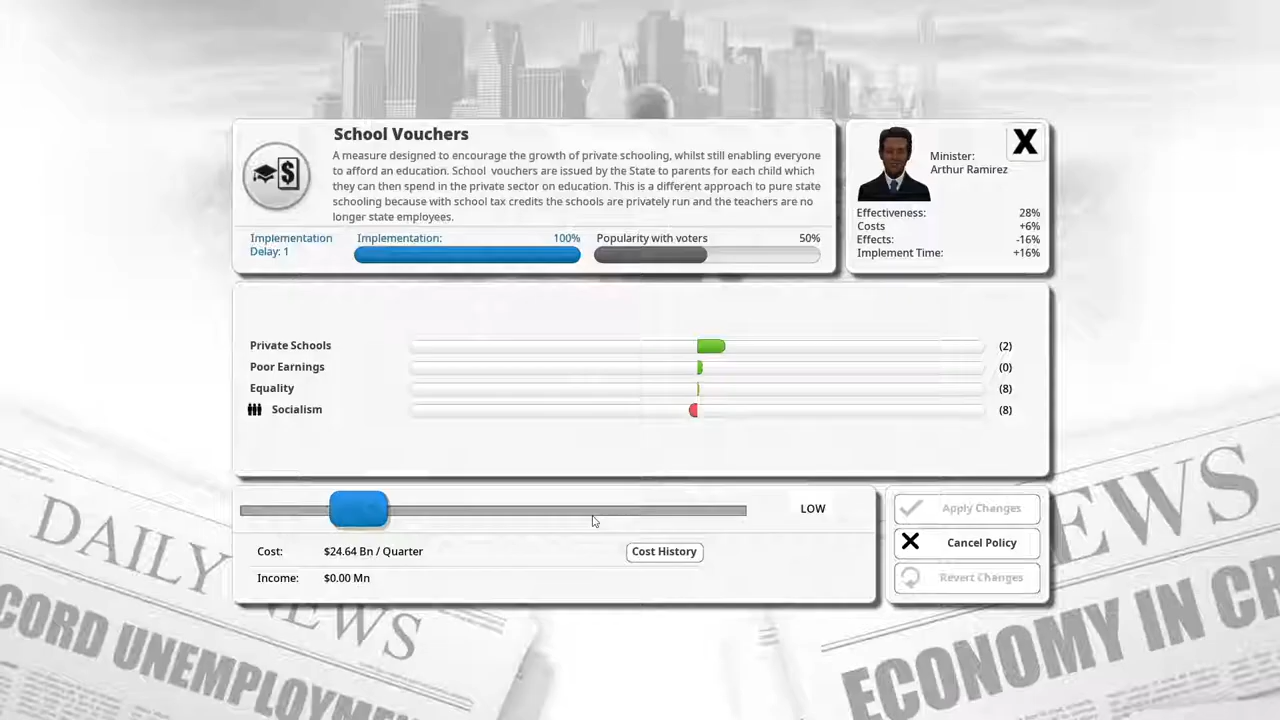 School Vouchers
A measure designed to encourage the growth of private schooling, whilst still enabling everyone
to afford an education. School vouchers are issued by the State to parents for each child which
they can then spend in the private sector on education. This is a different approach to pure state
schooling because with school tax credits the schools are privately run and the teachers are no
longer state employees.
Implementation
Delay: 1
Implementation: 100%
Popularity with voters 50%
X
Minister:
Arthur Ramirez
Effectiveness: 28%
Costs +6%
Effects: -16%
Implement Time: +16%
Private Schools (2)
Poor Earnings (0)
Equality (8)
Socialism (8)
LOW
Cost: $24.64 Bn / Quarter
Cost History
Income: $0.00 Mn
Apply Changes
Cancel Policy
Revert Changes
DAILY NEWS
CORD UNEMPLOYM
NEWS
ECONOMY IN CR